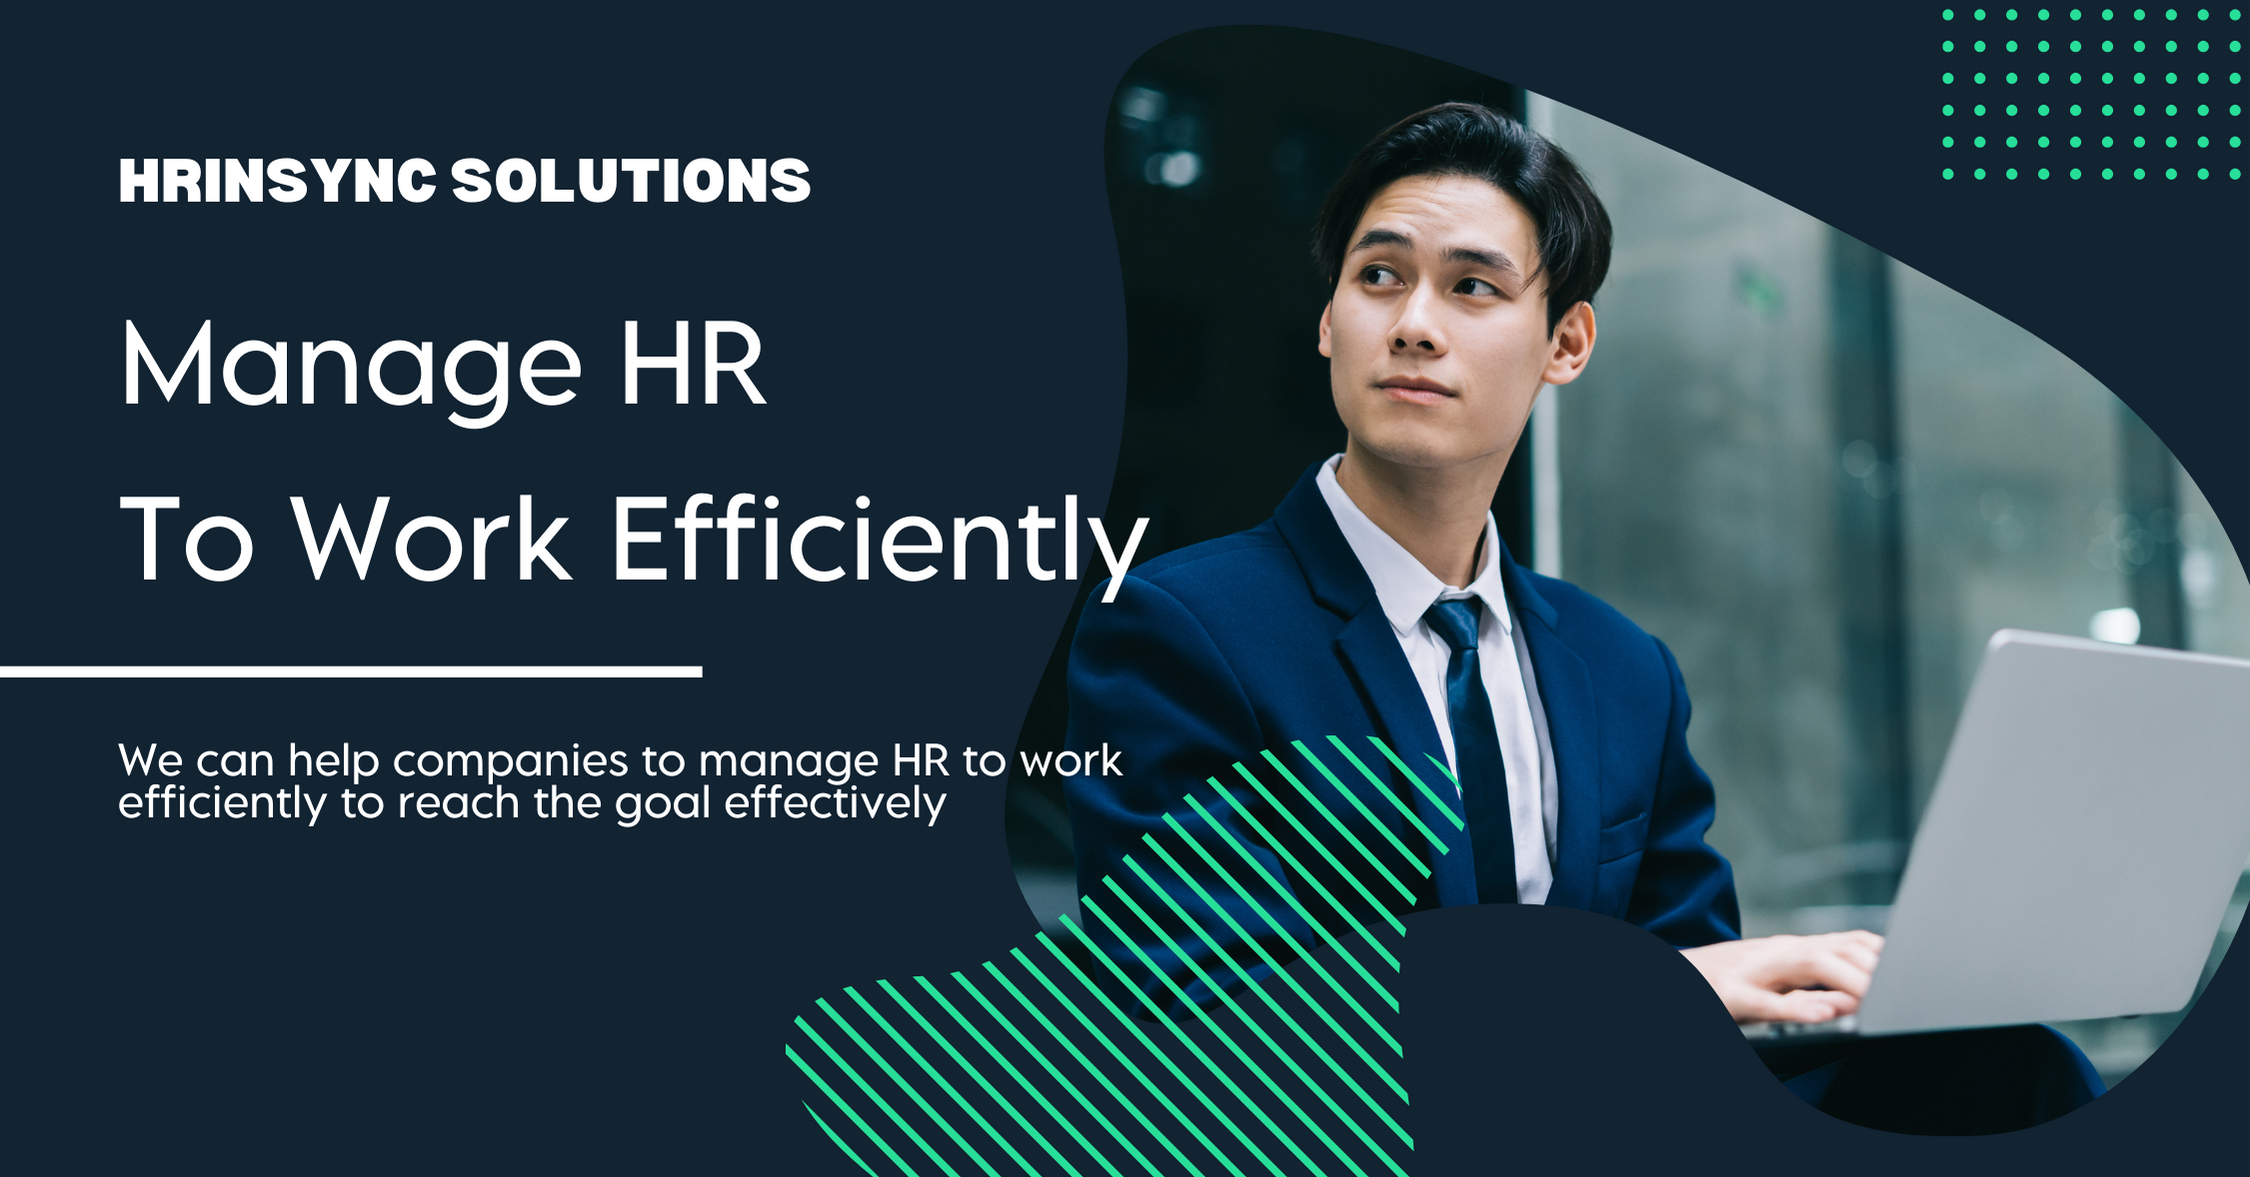 HRINSYNC SOLUTIONS
Manage HR
To Work Efficiently
We can help companies to manage HR to work
efficiently to reach the goal effectively